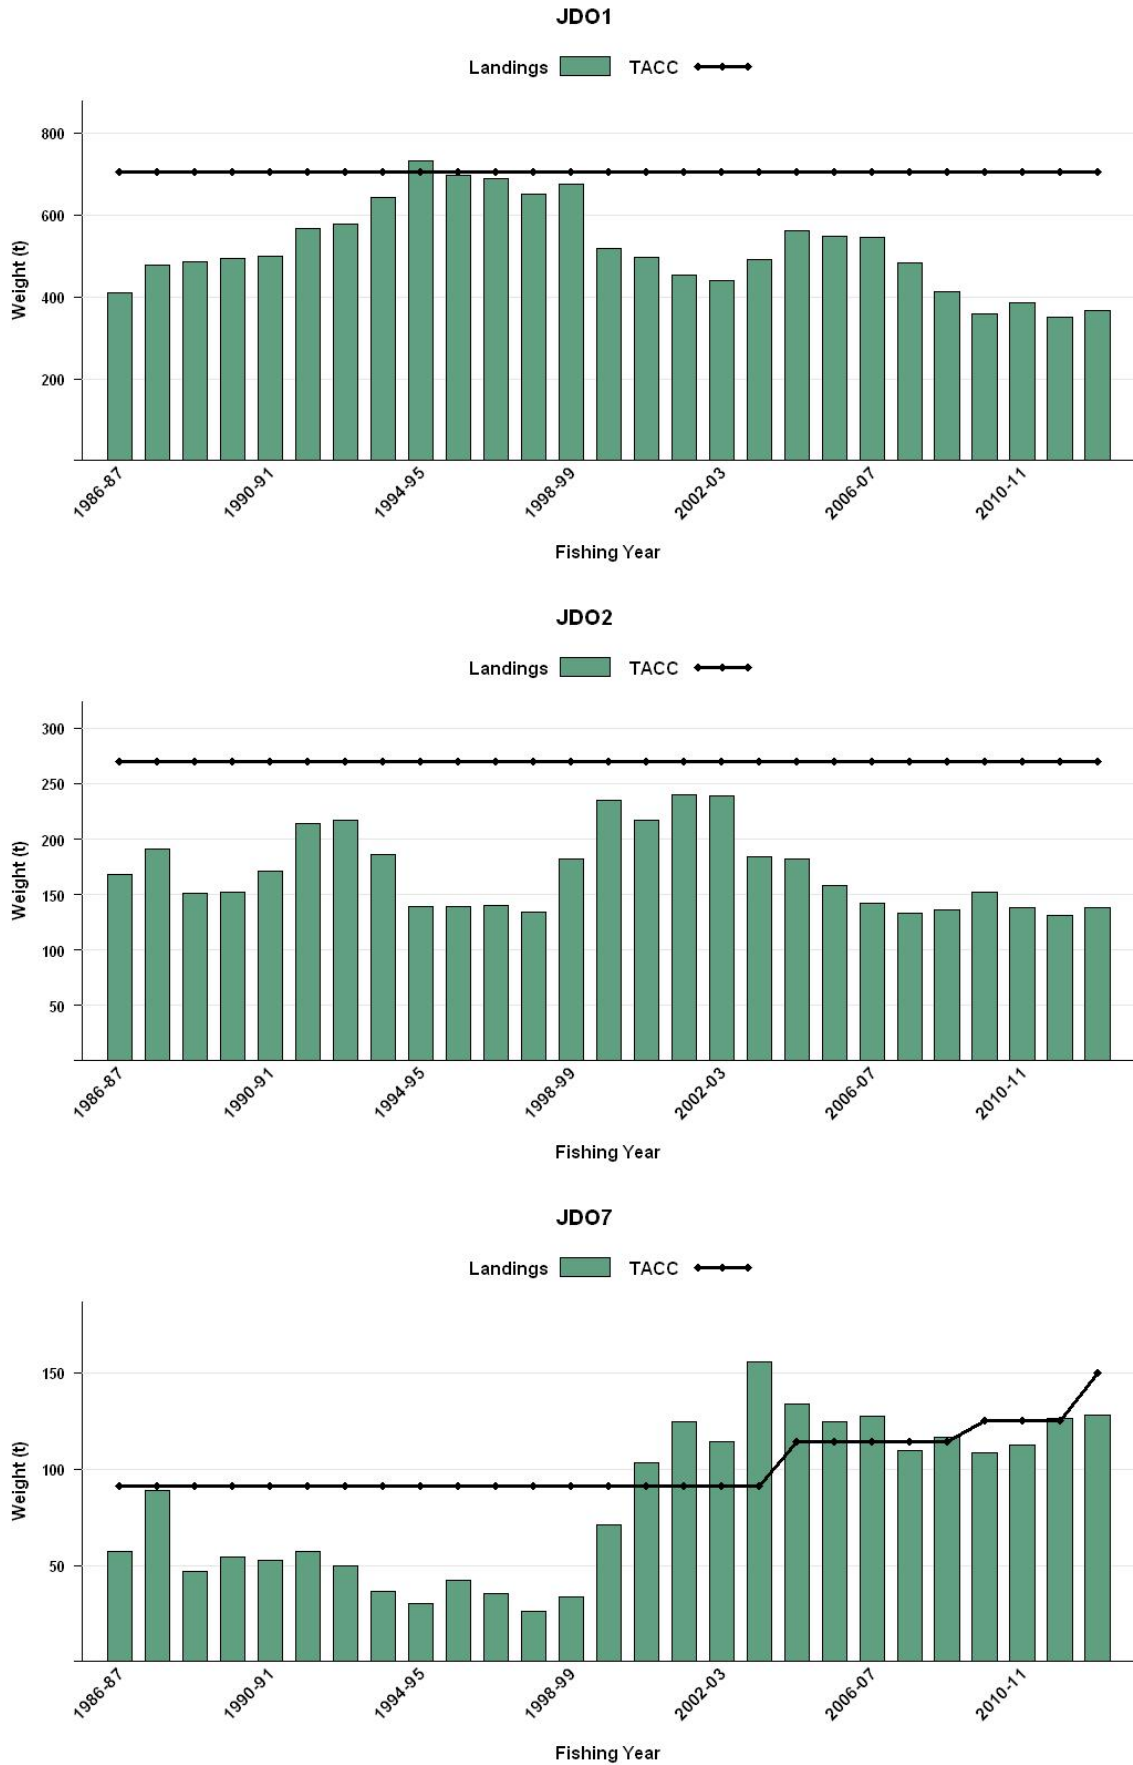 JDO1
Landings TACC
800
600
400
200
Weight (t)
1986-87 1990-91 1994-95 1998-99 2002-03 2006-07 2010-11
Fishing Year
JDO2
Landings TACC
300
250
200
150
100
50
Weight (t)
1986-87 1990-91 1994-95 1998-99 2002-03 2006-07 2010-11
Fishing Year
JDO7
Landings TACC
150
100
50
Weight (t)
1986-87 1990-91 1994-95 1998-99 2002-03 2006-07 2010-11
Fishing Year